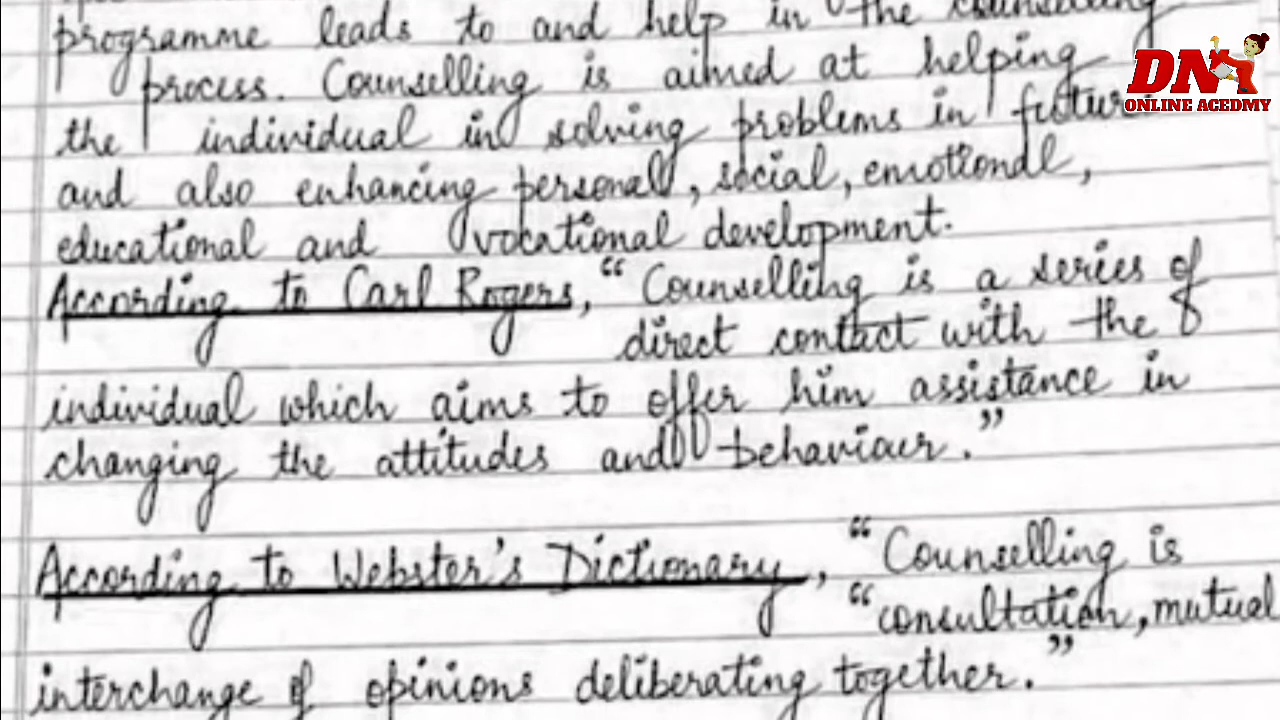 programme leads to and help in the counselling
process. Counselling is aimed at helping
the individual in solving problems in future
and also enhancing personal, social, emotional,
educational and vocational development.
According to Carl Rogers, “Counselling is a series of
direct contact with the
individual which aims to offer him assistance in
changing the attitudes and behaviour.”
According to Webster's Dictionary, “Counselling is
“consultation, mutual
interchange of opinions deliberating together.”
DN
ONLINE ACEDMY